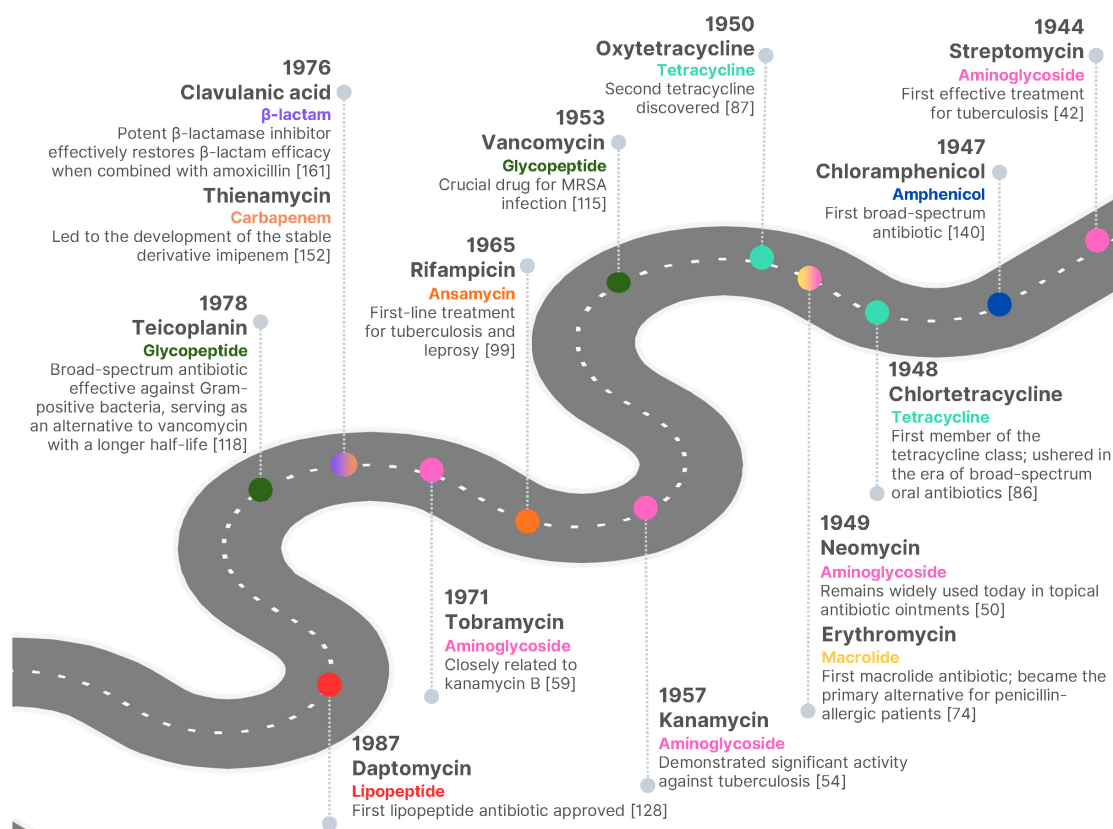 1944
Streptomycin
Aminoglycoside
First effective treatment
for tuberculosis [42]
1947
Chloramphenicol
Amphenicol
First broad-spectrum
antibiotic [140]
1948
Chlortetracycline
Tetracycline
First member of the
tetracycline class; ushered in
the era of broad-spectrum
oral antibiotics [86]
1949
Neomycin
Aminoglycoside
Remains widely used today in topical
antibiotic ointments [50]
Erythromycin
Macrolide
First macrolide antibiotic; became the
primary alternative for penicillin-
allergic patients [74]
1950
Oxytetracycline
Tetracycline
Second tetracycline
discovered [87]
1953
Vancomycin
Glycopeptide
Crucial drug for MRSA
infection [115]
1957
Kanamycin
Aminoglycoside
Demonstrated significant activity
against tuberculosis [54]
1965
Rifampicin
Ansamycin
First-line treatment
for tuberculosis and
leprosy [99]
1971
Tobramycin
Aminoglycoside
Closely related to
kanamycin B [59]
1976
Clavulanic acid
β-lactam
Potent β-lactamase inhibitor
effectively restores β-lactam efficacy
when combined with amoxicillin [161]
Thienamycin
Carbapenem
Led to the development of the stable
derivative imipenem [152]
1978
Teicoplanin
Glycopeptide
Broad-spectrum antibiotic
effective against Gram-
positive bacteria, serving as
an alternative to vancomycin
with a longer half-life [118]
1987
Daptomycin
Lipopeptide
First lipopeptide antibiotic approved [128]